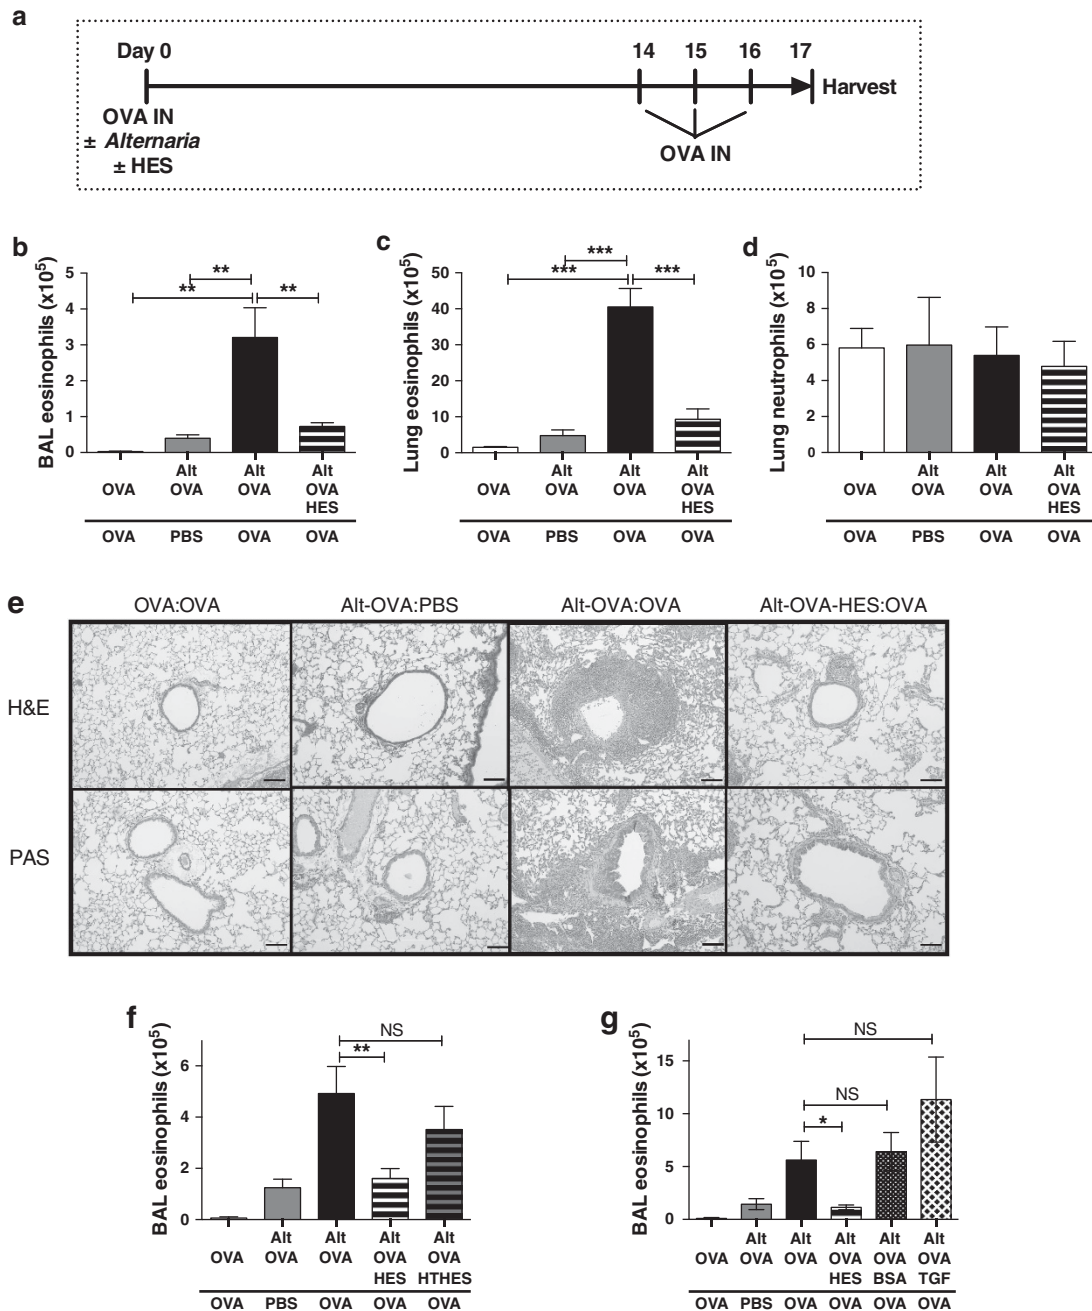 a
Day 0 14 15 16 17
Harvest
OVA IN
± Alternaria
± HES
OVA IN
b
BAL eosinophils (x10⁵)
5
4
3
2
1
0
** ** **
Alt Alt Alt
OVA OVA OVA OVA
HES
OVA PBS OVA OVA
c
Lung eosinophils (x10⁵)
50
40
30
20
10
0
***
*** ***
Alt Alt Alt
OVA OVA OVA OVA
HES
OVA PBS OVA OVA
d
Lung neutrophils (x10⁵)
10
8
6
4
2
0
Alt Alt Alt
OVA OVA OVA OVA
HES
OVA PBS OVA OVA
e
OVA:OVA Alt-OVA:PBS Alt-OVA:OVA Alt-OVA-HES:OVA
H&E
PAS
f
BAL eosinophils (x10⁵)
6
4
2
0
NS
**
Alt Alt Alt Alt
OVA OVA OVA OVA OVA
HES HTHES
OVA PBS OVA OVA OVA
g
BAL eosinophils (x10⁵)
15
10
5
0
NS
NS
*
Alt Alt Alt Alt Alt
OVA OVA OVA OVA OVA OVA
HES BSA TGF
OVA PBS OVA OVA OVA OVA